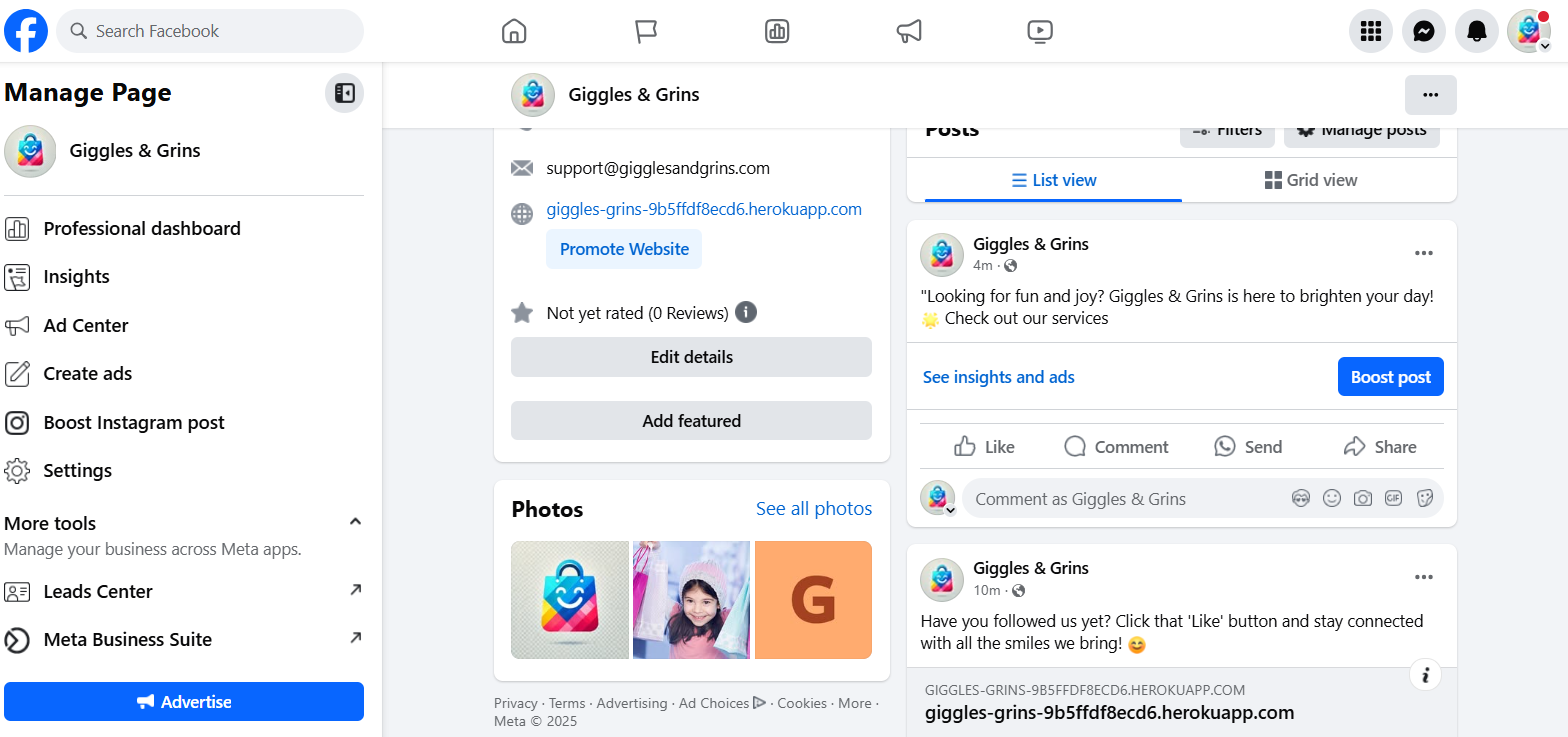 Search Facebook
Manage Page
Giggles & Grins
Professional dashboard
Insights
Ad Center
Create ads
Boost Instagram post
Settings
More tools
Manage your business across Meta apps.
Leads Center
Meta Business Suite
Advertise
Giggles & Grins
support@gigglesandgrins.com
giggles-grins-9b5ffdf8ecd6.herokuapp.com
Promote Website
Not yet rated (0 Reviews)
Edit details
Add featured
Photos
See all photos
G
Privacy · Terms · Advertising · Ad Choices · Cookies · More ·
Meta © 2025
Posts
Filters
Manage posts
List view
Grid view
Giggles & Grins
4m ·
"Looking for fun and joy? Giggles & Grins is here to brighten your day!
🌟 Check out our services
See insights and ads
Boost post
Like
Comment
Send
Share
Comment as Giggles & Grins
GIF
Giggles & Grins
10m ·
Have you followed us yet? Click that 'Like' button and stay connected
with all the smiles we bring! 😊
GIGGLES-GRINS-9B5FFDF8ECD6.HEROKUAPP.COM
giggles-grins-9b5ffdf8ecd6.herokuapp.com